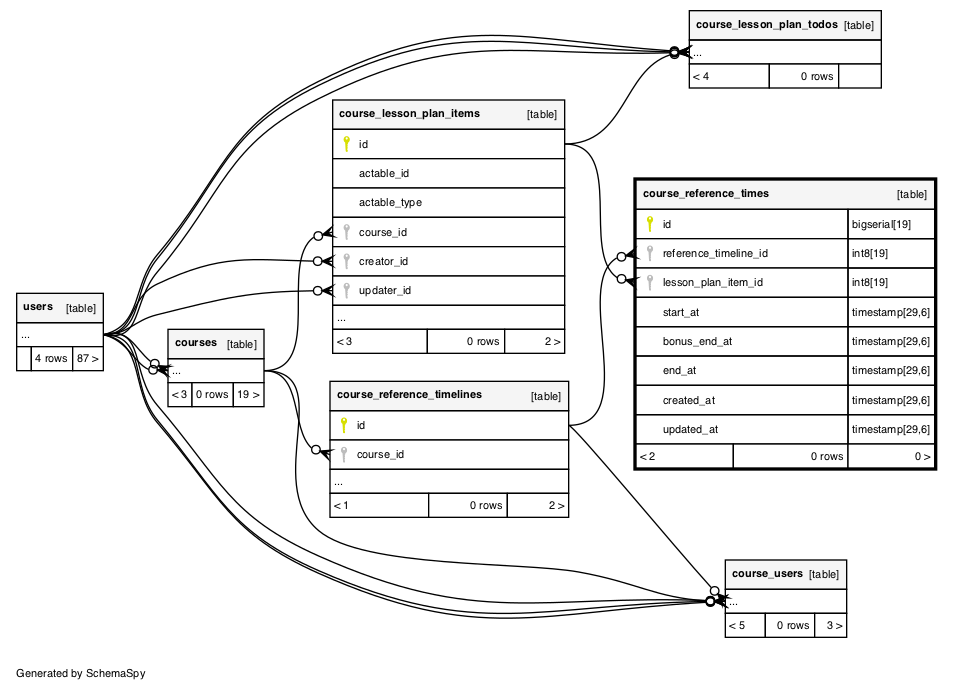 course_lesson_plan_todos [table]
...
< 4 0 rows
course_lesson_plan_items [table]
id
actable_id
actable_type
course_id
creator_id
updater_id
...
< 3 0 rows 2 >
course_reference_times [table]
id bigserial[19]
reference_timeline_id int8[19]
lesson_plan_item_id int8[19]
start_at timestamp[29,6]
bonus_end_at timestamp[29,6]
end_at timestamp[29,6]
created_at timestamp[29,6]
updated_at timestamp[29,6]
< 2 0 rows 0 >
users [table]
...
4 rows 87 >
courses [table]
...
< 3 0 rows 19 >
course_reference_timelines [table]
id
course_id
...
< 1 0 rows 2 >
course_users [table]
...
< 5 0 rows 3 >
Generated by SchemaSpy